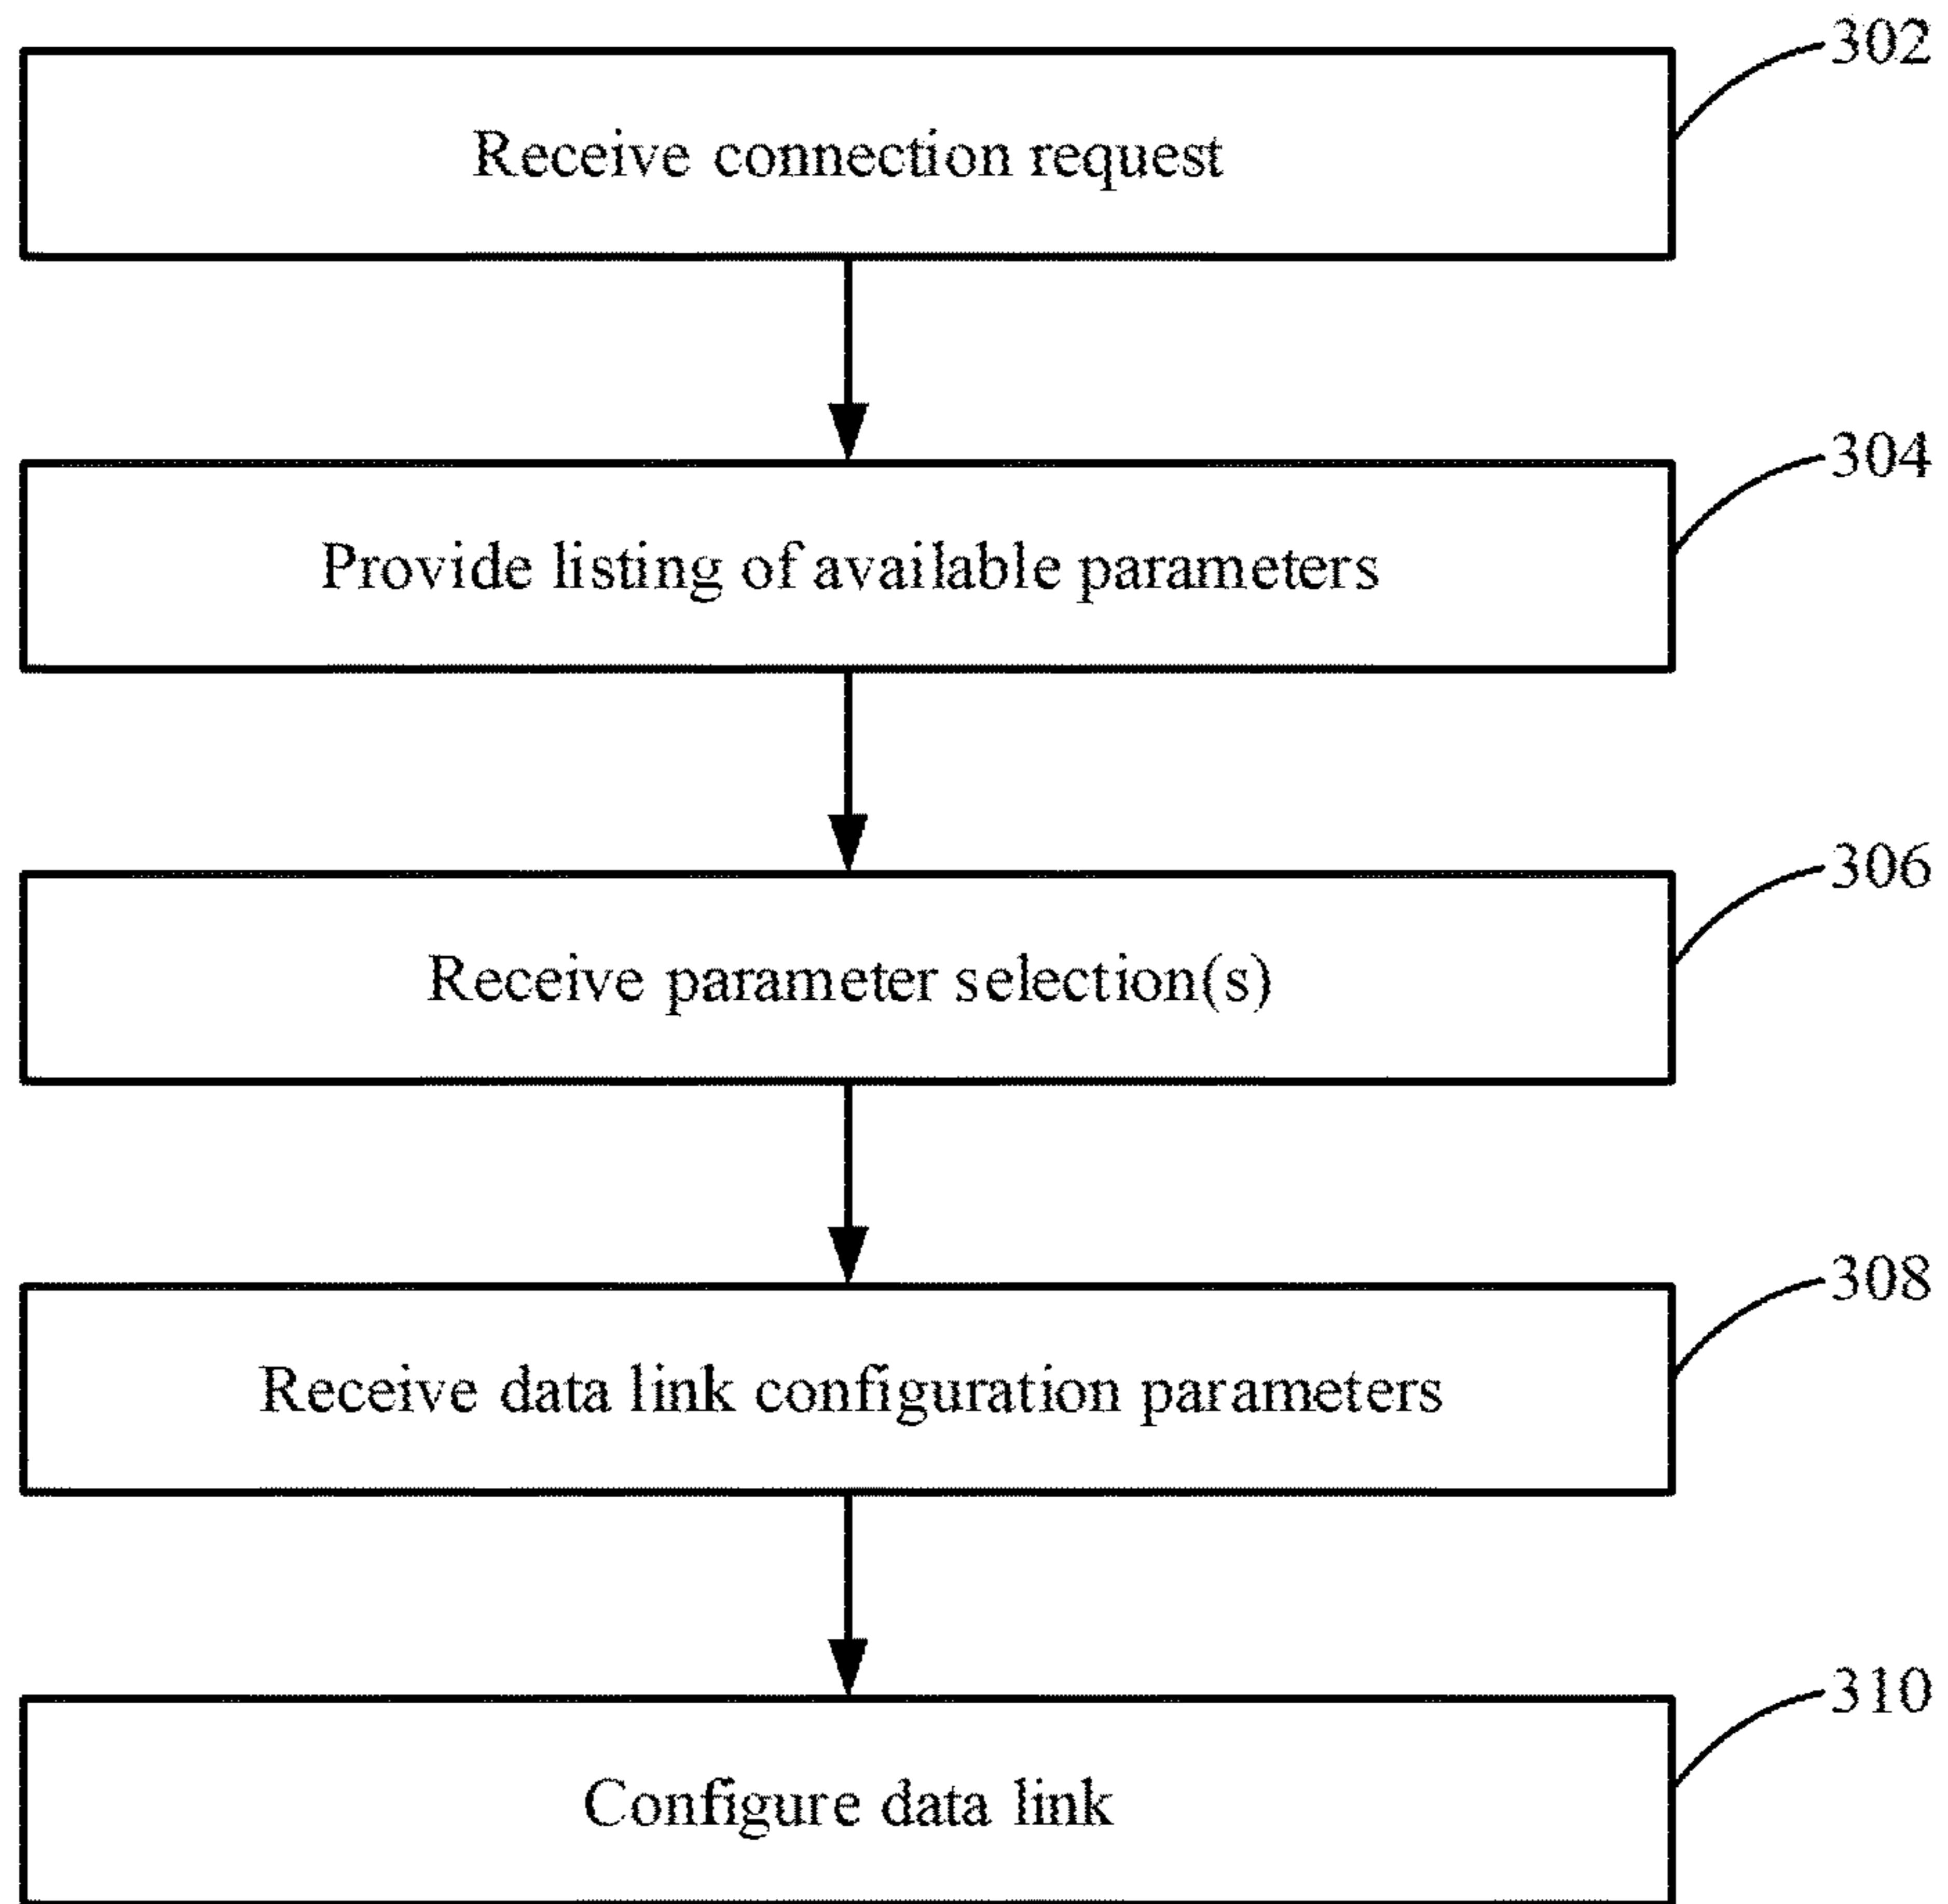 302
Receive connection request
304
Provide listing of available parameters
306
Receive parameter selection(s)
308
Receive data link configuration parameters
310
Configure data link